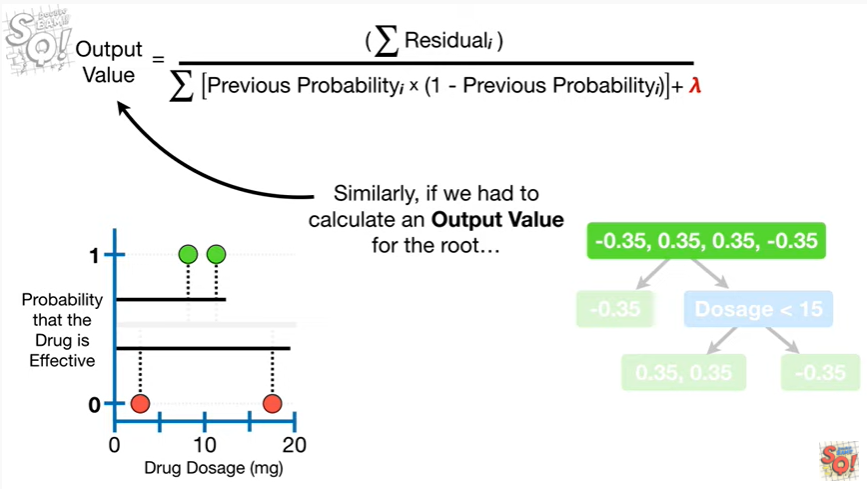 Output
Value
=
( ∑ Residualᵢ )
∑ [Previous Probabilityᵢ × (1 - Previous Probabilityᵢ)]+ λ
Similarly, if we had to
calculate an Output Value
for the root…
-0.35, 0.35, 0.35, -0.35
-0.35
Dosage < 15
0.35, 0.35
-0.35
Probability
that the
Drug is
Effective
1
0
0
10
20
Drug Dosage (mg)
SQ!